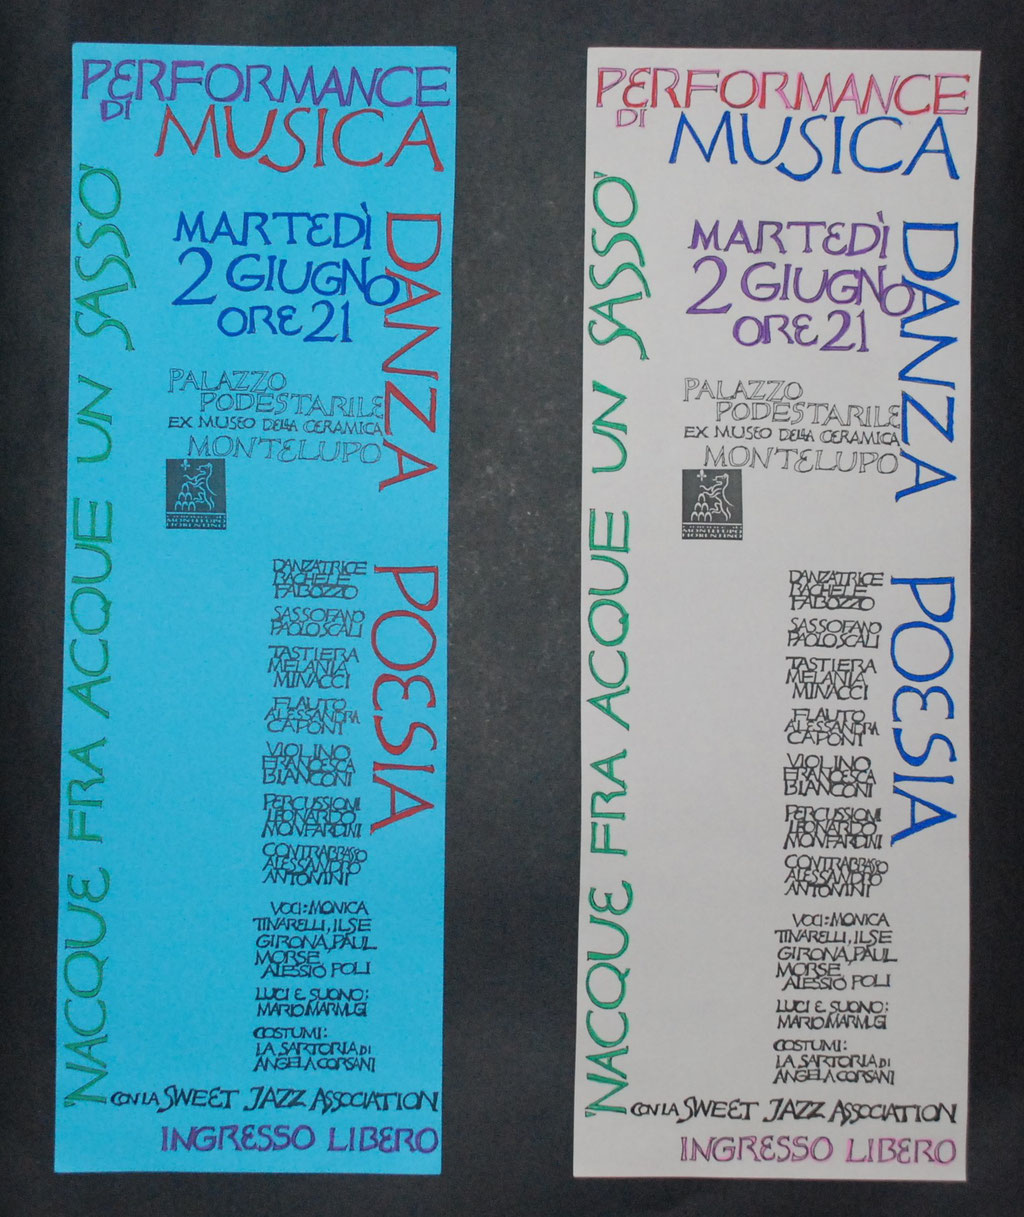 PERFORMANCE
DI MUSICA
DANZA
POESIA
'NACQUE FRA ACQUE UN SASSO'
MARTEDÌ
2 GIUGNO
ORE 21
PALAZZO
PODESTARILE
EX MUSEO DELLA CERAMICA
MONTELUPO
MONTELUPO
FIORENTINO
DANZATRICE
RACHELE
FABOZZO
SASSOFANO
PAOLO SCALI
TASTIERA
MELANIA
MINACCI
FLAUTO
ALESSANDRA
CAPONI
VIOLINO
FRANCESCA
BIANCONI
PERCUSSIONI
LEONARDO
MONFARDINI
CONTRABBASSO
ALESSANDRO
ANTONINI
VOCI: MONICA
TINARELLI, ILSE
GIRONA, PAUL
MORSE
ALESSIO POLI
LUCI E SUONO:
MARIO MARMUGI
COSTUMI:
LA SARTORIA DI
ANGELA CORSANI
CON LA SWEET JAZZ ASSOCIATION
INGRESSO LIBERO
PERFORMANCE
DI MUSICA
DANZA
POESIA
'NACQUE FRA ACQUE UN SASSO'
MARTEDÌ
2 GIUGNO
ORE 21
PALAZZO
PODESTARILE
EX MUSEO DELLA CERAMICA
MONTELUPO
MONTELUPO
FIORENTINO
DANZATRICE
RACHELE
FABOZZO
SASSOFANO
PAOLO SCALI
TASTIERA
MELANIA
MINACCI
FLAUTO
ALESSANDRA
CAPONI
VIOLINO
FRANCESCA
BIANCONI
PERCUSSIONI
LEONARDO
MONFARDINI
CONTRABBASSO
ALESSANDRO
ANTONINI
VOCI: MONICA
TINARELLI, ILSE
GIRONA, PAUL
MORSE
ALESSIO POLI
LUCI E SUONO:
MARIO MARMUGI
COSTUMI:
LA SARTORIA DI
ANGELA CORSANI
CON LA SWEET JAZZ ASSOCIATION
INGRESSO LIBERO